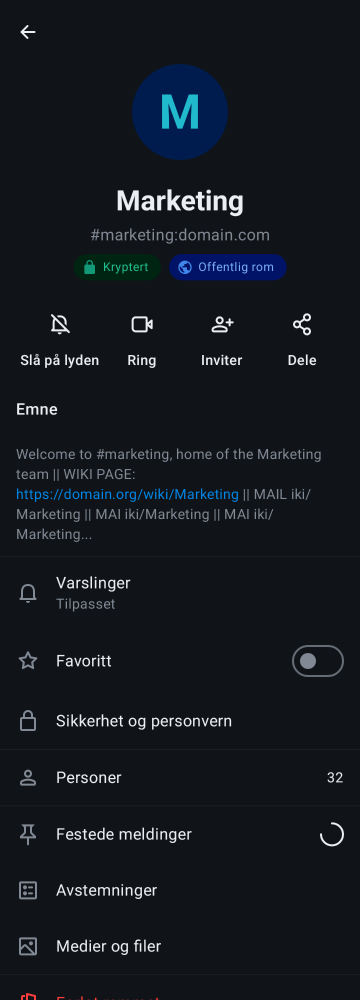 M
Marketing
#marketing:domain.com
Kryptert
Offentlig rom
Slå på lyden
Ring
Inviter
Dele
Emne
Welcome to #marketing, home of the Marketing
team || WIKI PAGE:
https://domain.org/wiki/Marketing || MAIL iki/
Marketing || MAI iki/Marketing || MAI iki/
Marketing...
Varslinger
Tilpasset
Favoritt
Sikkerhet og personvern
Personer
32
Festede meldinger
Avstemninger
Medier og filer